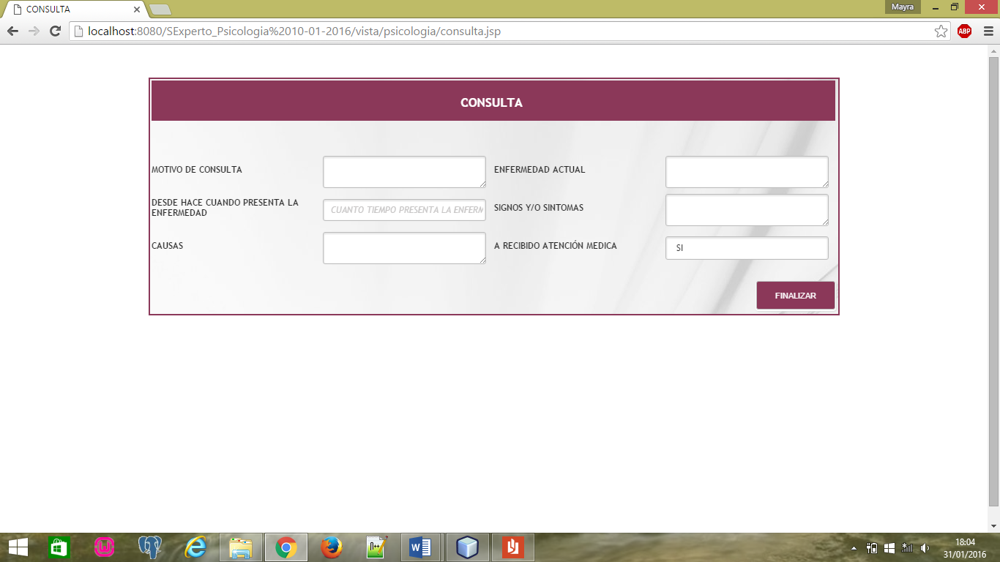 CONSULTA
Mayra
localhost:8080/SExperto_Psicologia%2010-01-2016/vista/psicologia/consulta.jsp
ABP
CONSULTA
MOTIVO DE CONSULTA
ENFERMEDAD ACTUAL
DESDE HACE CUANDO PRESENTA LA
ENFERMEDAD
CUANTO TIEMPO PRESENTA LA ENFERM
SIGNOS Y/O SINTOMAS
CAUSAS
A RECIBIDO ATENCIÓN MEDICA
SI
FINALIZAR
18:04
31/01/2016